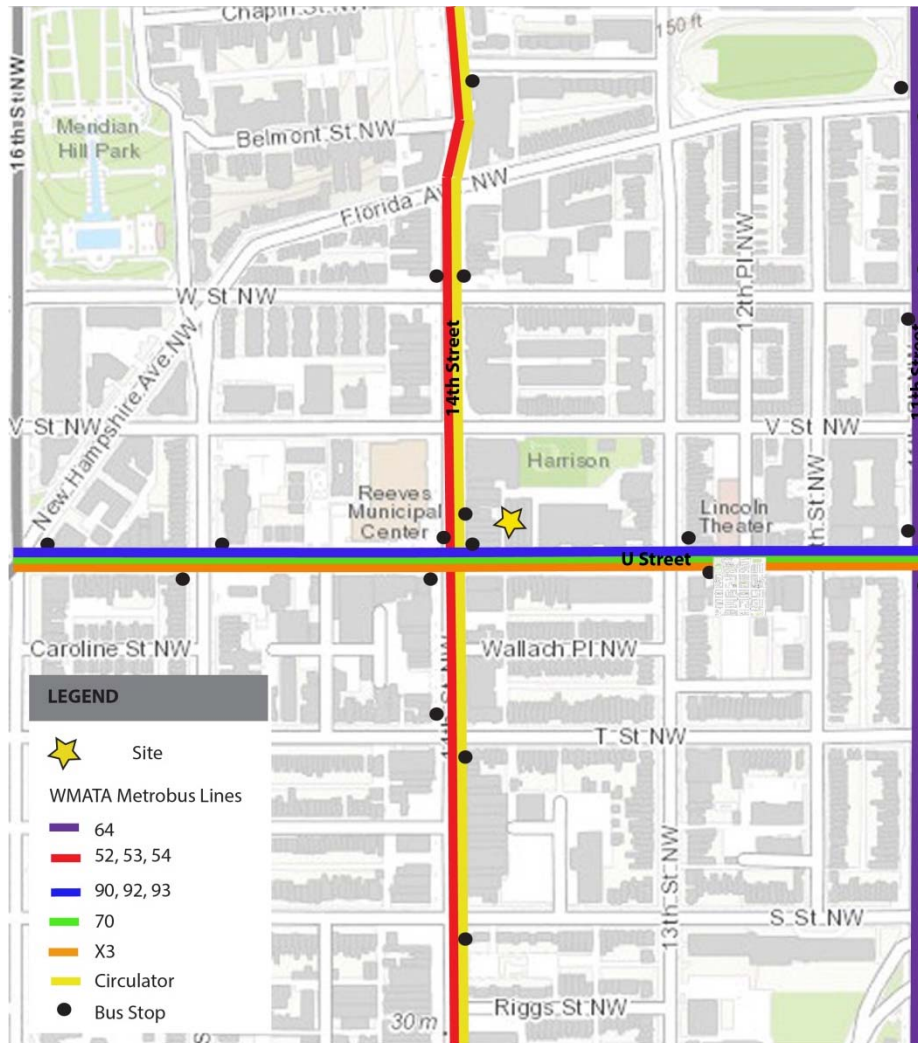 Chapin St NW
150 ft
16th St NW
Meridian
Hill Park
Belmont St NW
Florida Ave NW
12th Pl NW
W St NW
14th Street
New Hampshire Ave NW
V St NW
V St NW
Harrison
Reeves
Municipal
Center
Lincoln
Theater
U Street
Caroline St NW
Wallach Pl NW
LEGEND
Site
WMATA Metrobus Lines
64
52, 53, 54
90, 92, 93
70
X3
Circulator
Bus Stop
T St NW
13th St NW
S St NW
Riggs St NW
30 m